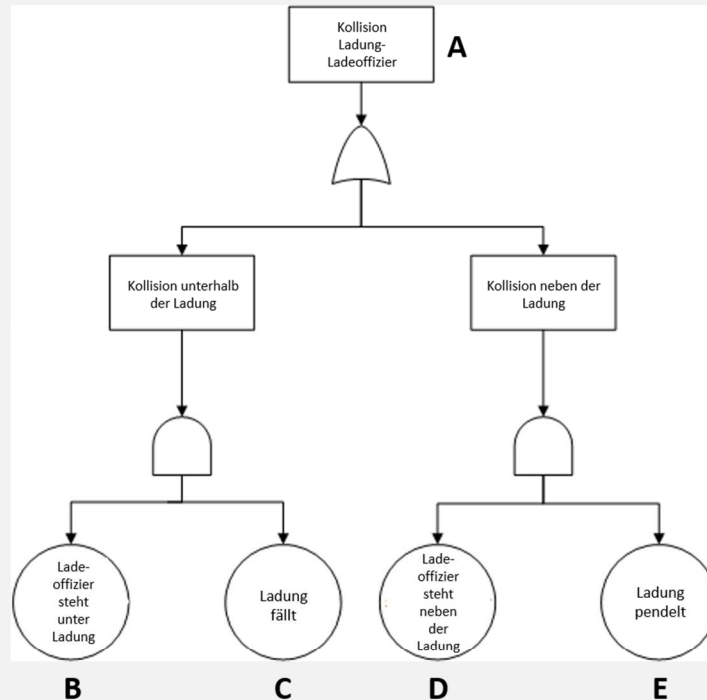 Kollision
Ladung-
Ladeoffizier
A
Kollision unterhalb
der Ladung
Kollision neben der
Ladung
Lade-
offizier
steht
unter
Ladung
Ladung
fällt
Lade-
offizier
steht
neben
der
Ladung
Ladung
pendelt
B
C
D
E